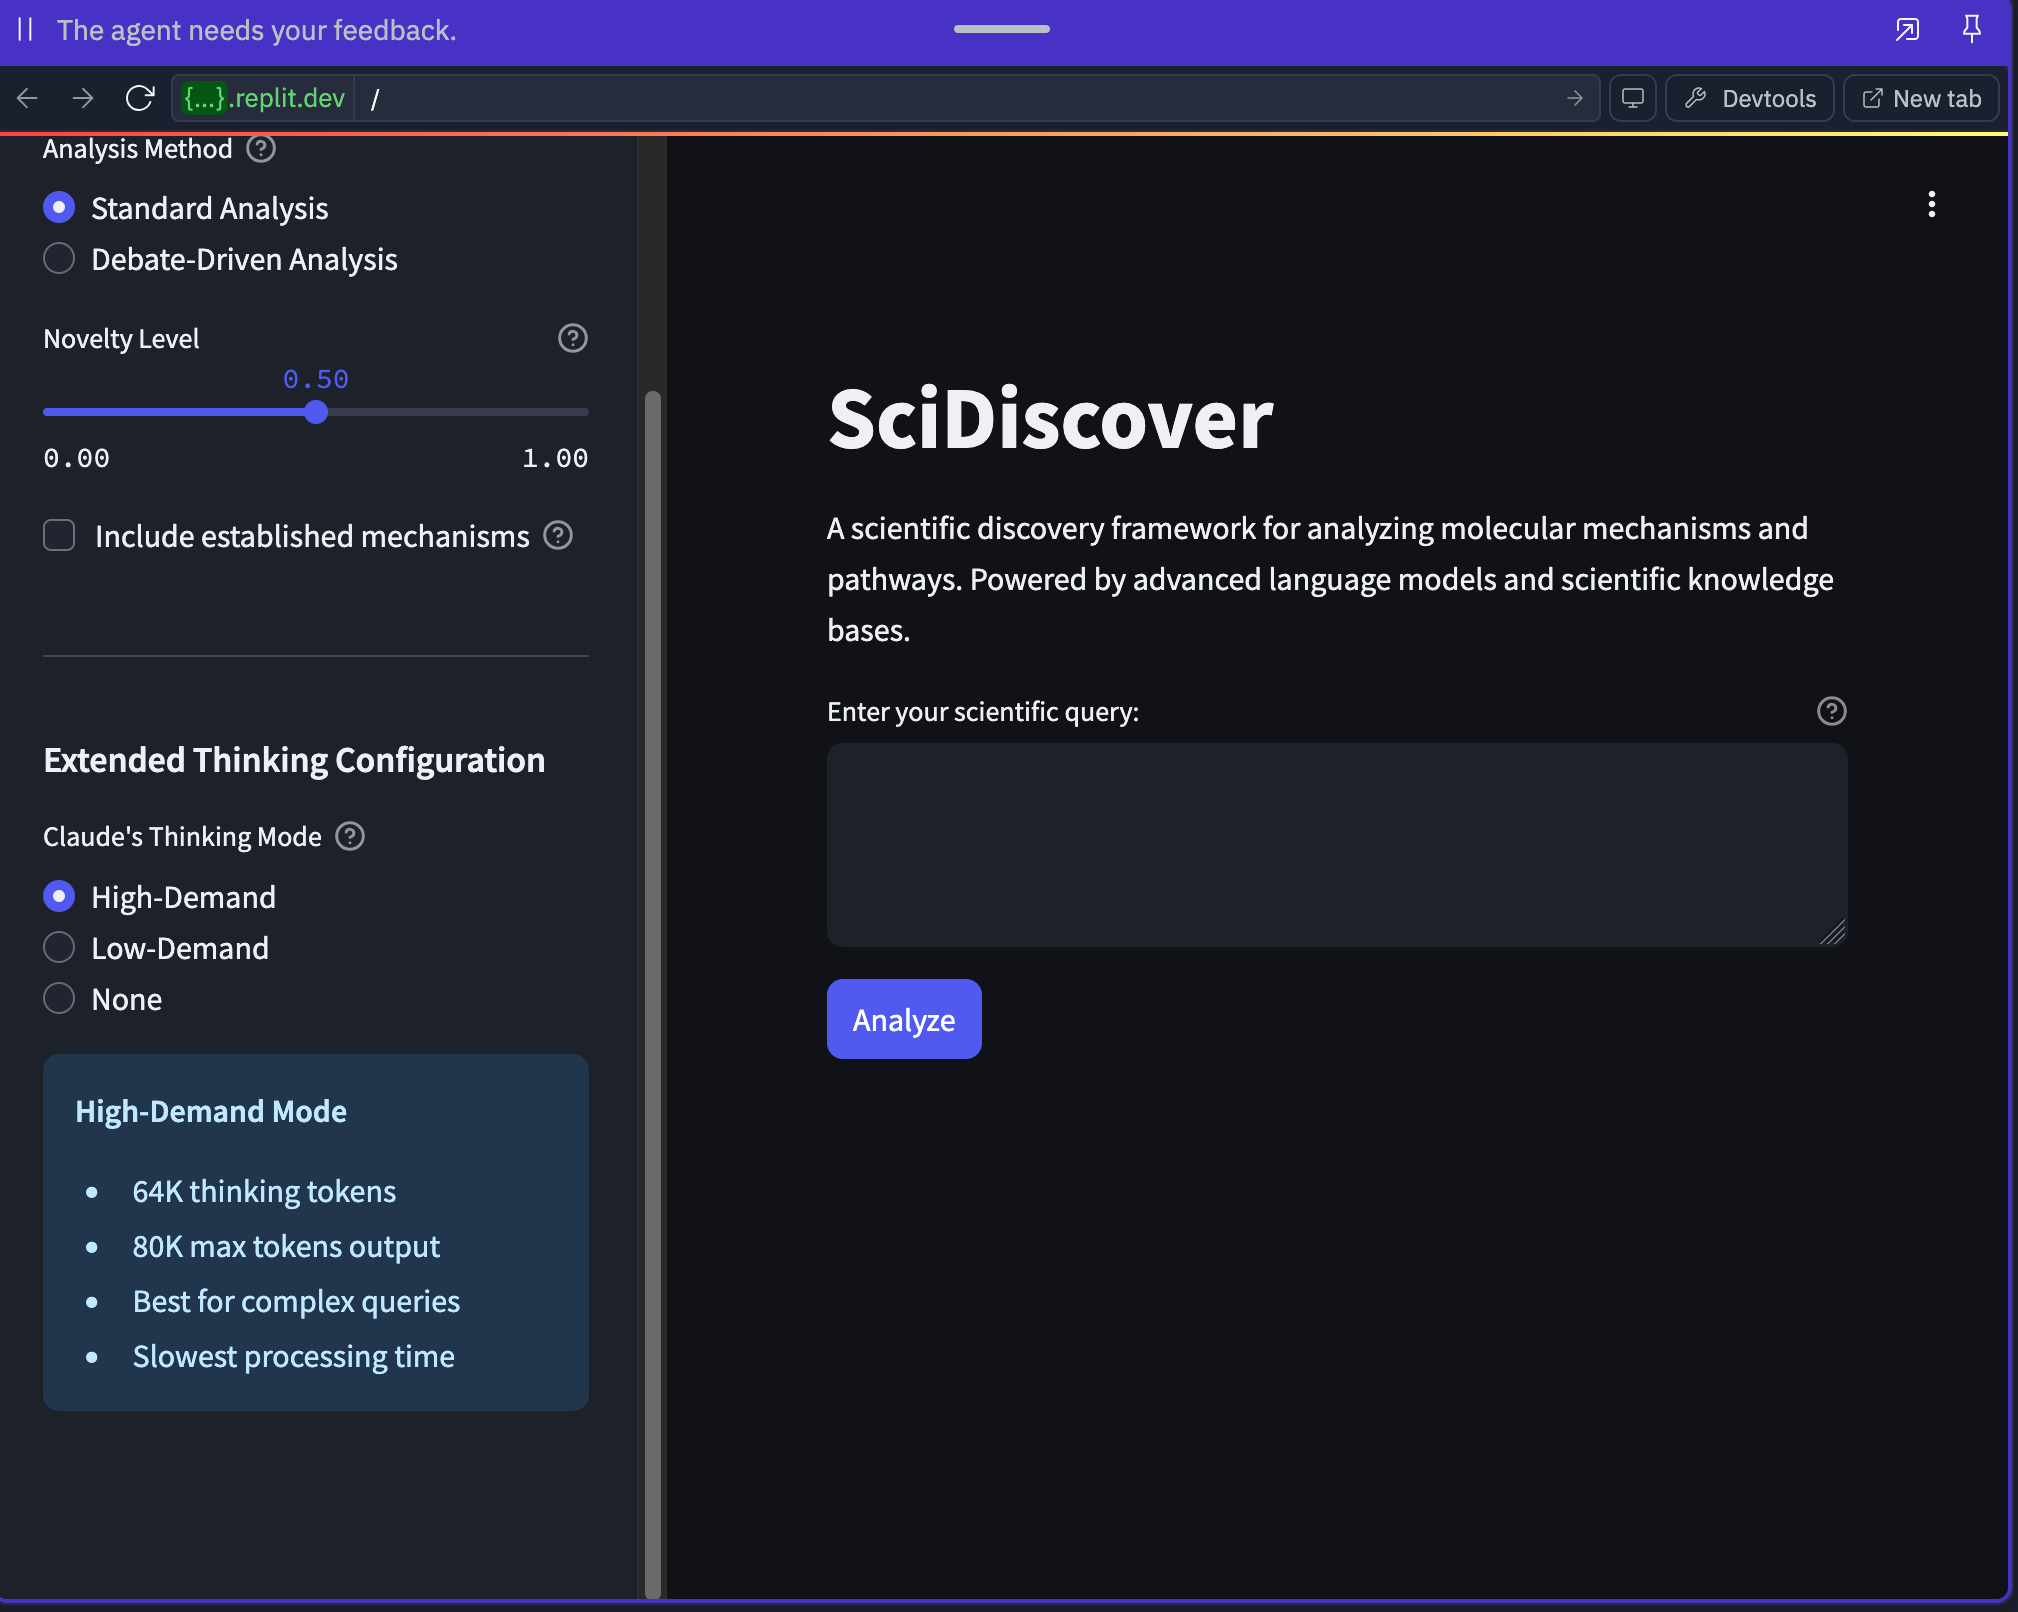 The agent needs your feedback.
{...}.replit.dev /
Devtools
New tab
Analysis Method
Standard Analysis
Debate-Driven Analysis
Novelty Level
0.50
0.00 1.00
Include established mechanisms
Extended Thinking Configuration
Claude's Thinking Mode
High-Demand
Low-Demand
None
High-Demand Mode
64K thinking tokens
80K max tokens output
Best for complex queries
Slowest processing time
SciDiscover
A scientific discovery framework for analyzing molecular mechanisms and
pathways. Powered by advanced language models and scientific knowledge
bases.
Enter your scientific query:
Analyze